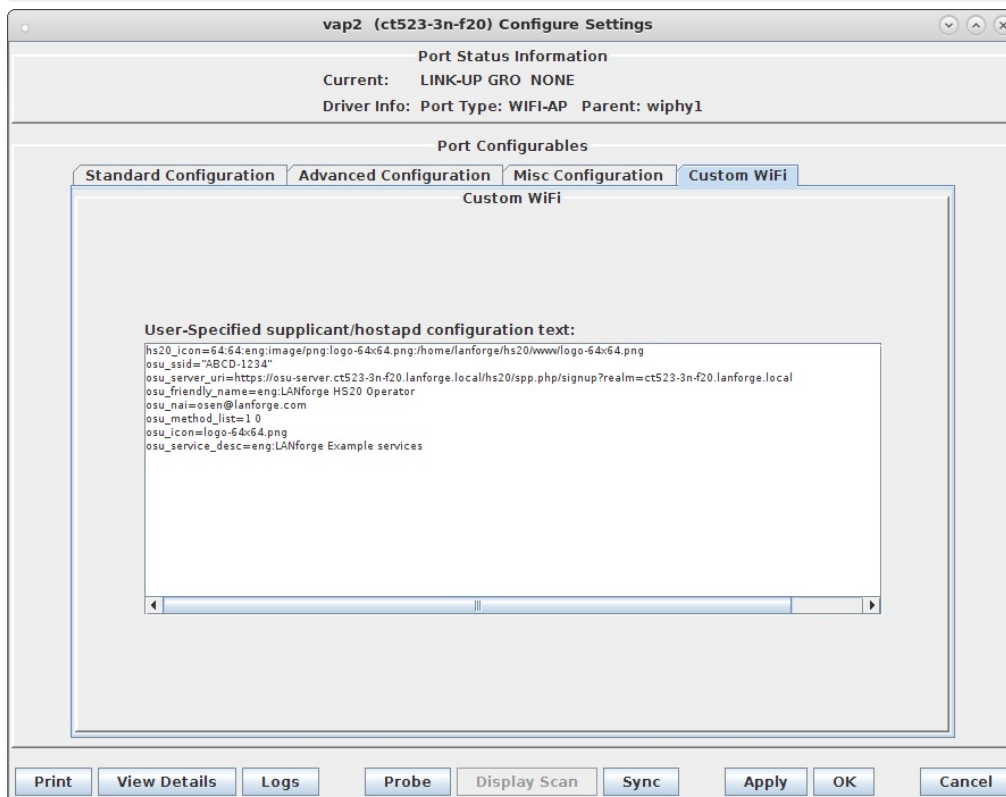 vap2 (ct523-3n-f20) Configure Settings
Port Status Information
Current: LINK-UP GRO NONE
Driver Info: Port Type: WIFI-AP Parent: wiphy1
Port Configurables
Standard Configuration Advanced Configuration Misc Configuration Custom WiFi
Custom WiFi
User-Specified supplicant/hostapd configuration text:
hs20_icon=64:64:eng:image/png:logo-64x64.png:/home/lanforge/hs20/www/logo-64x64.png
osu_ssid="ABCD-1234"
osu_server_uri=https://osu-server.ct523-3n-f20.lanforge.local/hs20/spp.php/signup?realm=ct523-3n-f20.lanforge.local
osu_friendly_name=eng:LANforge HS20 Operator
osu_nai=osen@lanforge.com
osu_method_list=1 0
osu_icon=logo-64x64.png
osu_service_desc=eng:LANforge Example services
Print View Details Logs Probe Display Scan Sync Apply OK Cancel